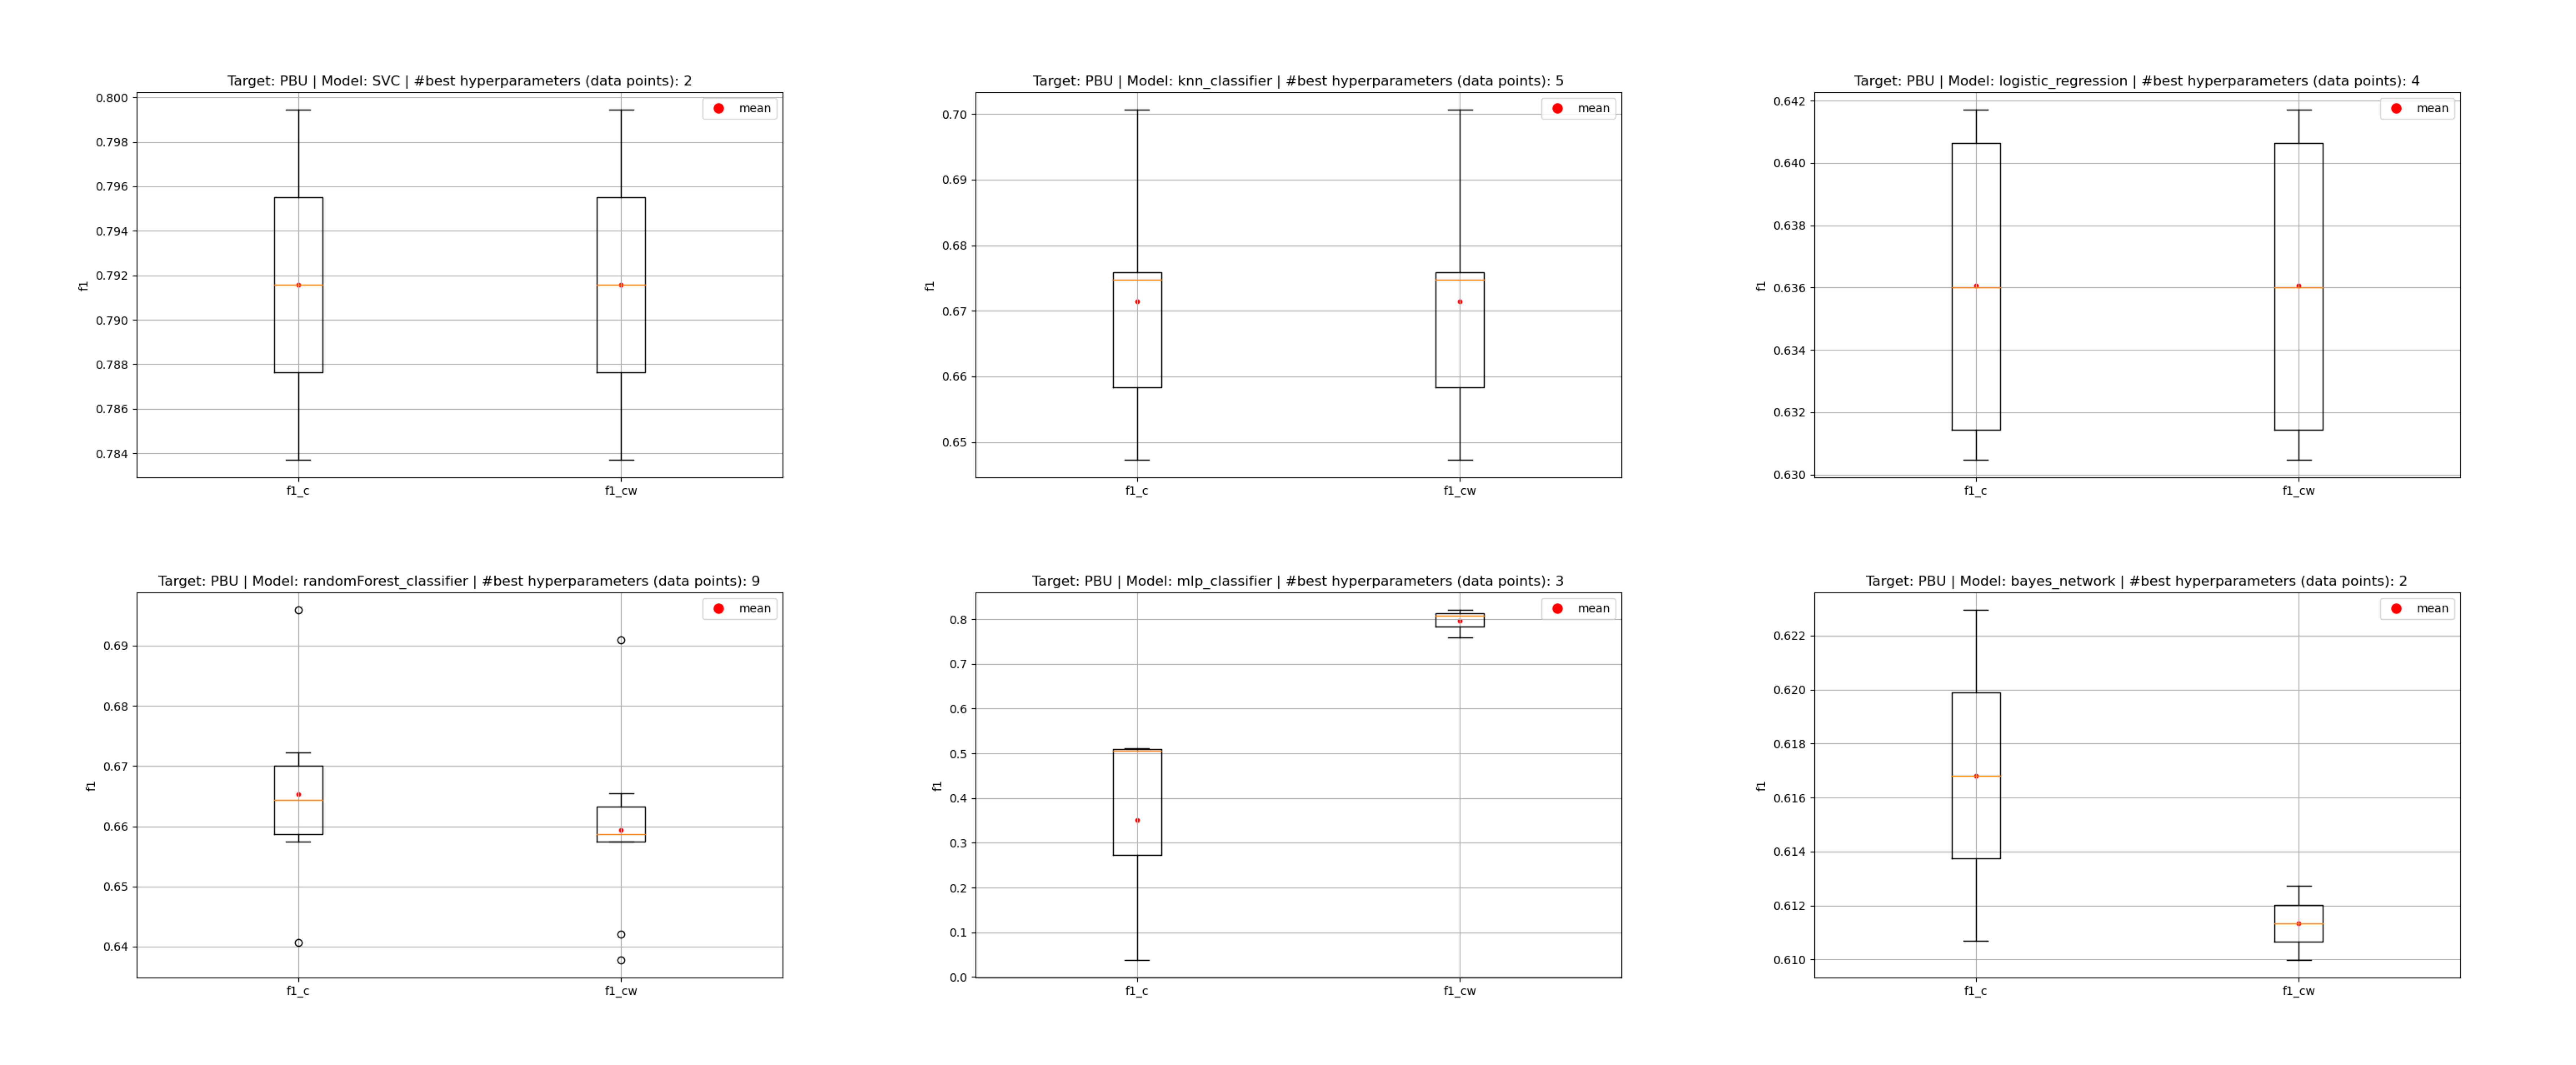 Target: PBU | Model: SVC | #best hyperparameters (data points): 2
mean
0.800
0.798
0.796
0.794
0.792
0.790
0.788
0.786
0.784
f1
f1_c
f1_cw
Target: PBU | Model: knn_classifier | #best hyperparameters (data points): 5
mean
0.70
0.69
0.68
0.67
0.66
0.65
f1
f1_c
f1_cw
Target: PBU | Model: logistic_regression | #best hyperparameters (data points): 4
mean
0.642
0.640
0.638
0.636
0.634
0.632
0.630
f1
f1_c
f1_cw
Target: PBU | Model: randomForest_classifier | #best hyperparameters (data points): 9
mean
0.69
0.68
0.67
0.66
0.65
0.64
f1
f1_c
f1_cw
Target: PBU | Model: mlp_classifier | #best hyperparameters (data points): 3
mean
0.8
0.7
0.6
0.5
0.4
0.3
0.2
0.1
0.0
f1
f1_c
f1_cw
Target: PBU | Model: bayes_network | #best hyperparameters (data points): 2
mean
0.622
0.620
0.618
0.616
0.614
0.612
0.610
f1
f1_c
f1_cw